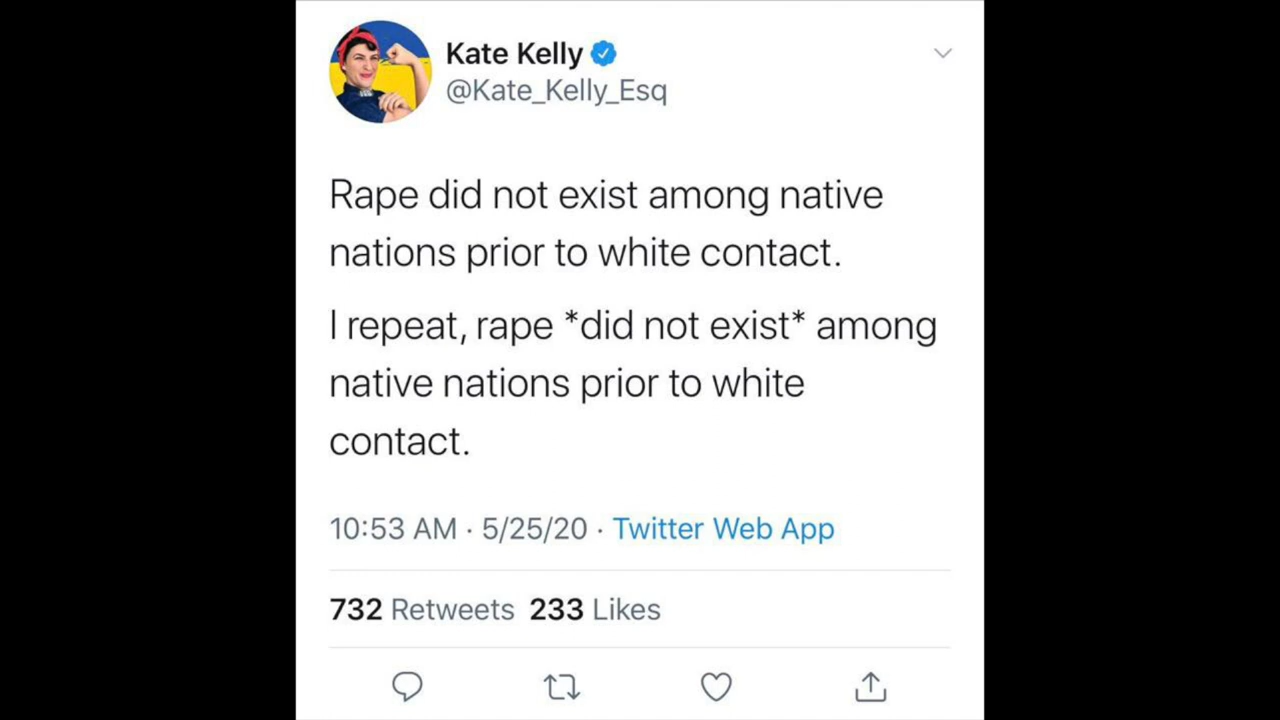 Kate Kelly
@Kate_Kelly_Esq
Rape did not exist among native
nations prior to white contact.
I repeat, rape *did not exist* among
native nations prior to white
contact.
10:53 AM · 5/25/20 · Twitter Web App
732 Retweets 233 Likes